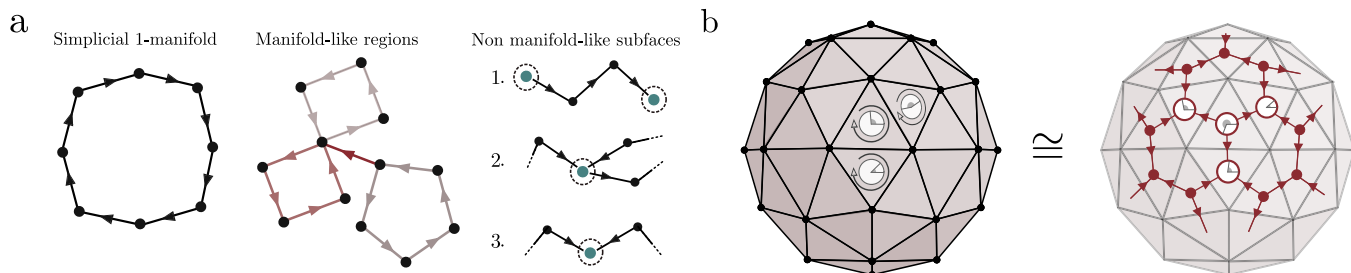 a
Simplicial 1-manifold
Manifold-like regions
Non manifold-like subfaces
1.
2.
3.
b
≅